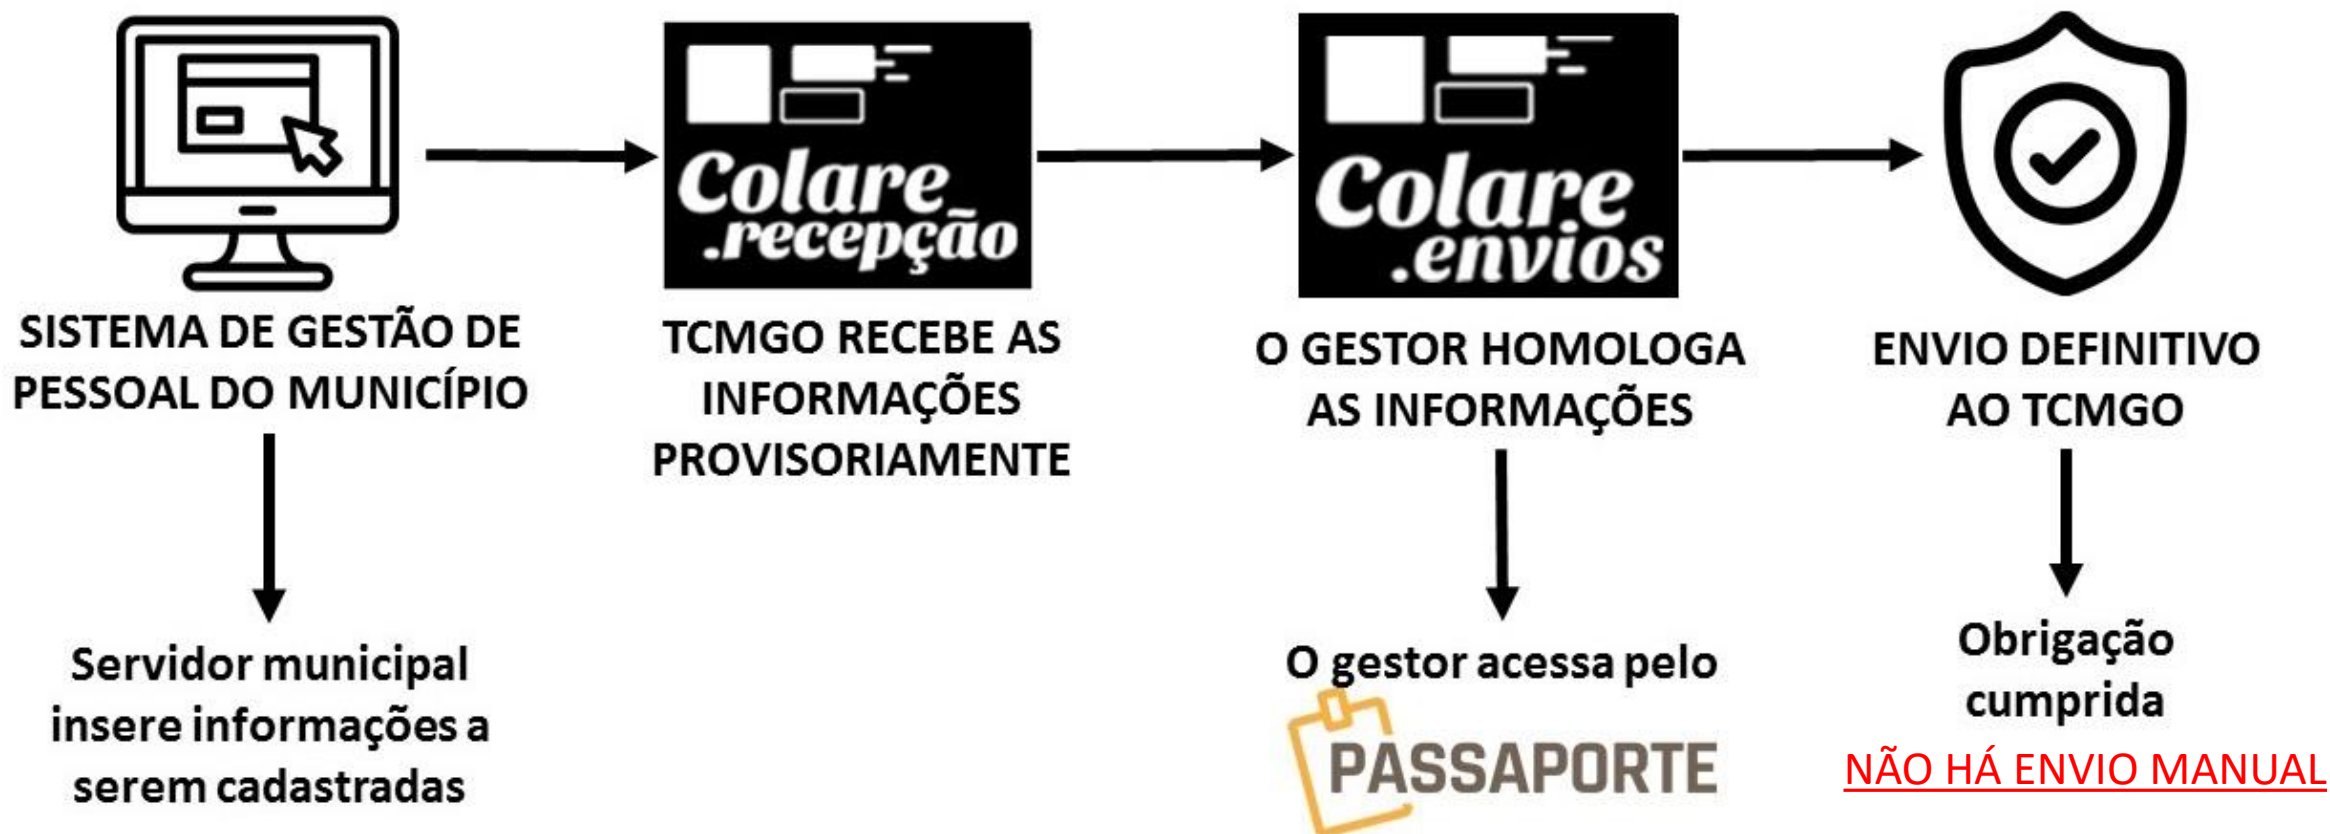 Colare
.recepção
Colare
.envios
SISTEMA DE GESTÃO DE
PESSOAL DO MUNICÍPIO
TCMGO RECEBE AS
INFORMAÇÕES
PROVISORIAMENTE
O GESTOR HOMOLOGA
AS INFORMAÇÕES
ENVIO DEFINITIVO
AO TCMGO
Servidor municipal
insere informações a
serem cadastradas
O gestor acessa pelo
PASSAPORTE
Obrigação
cumprida
NÃO HÁ ENVIO MANUAL